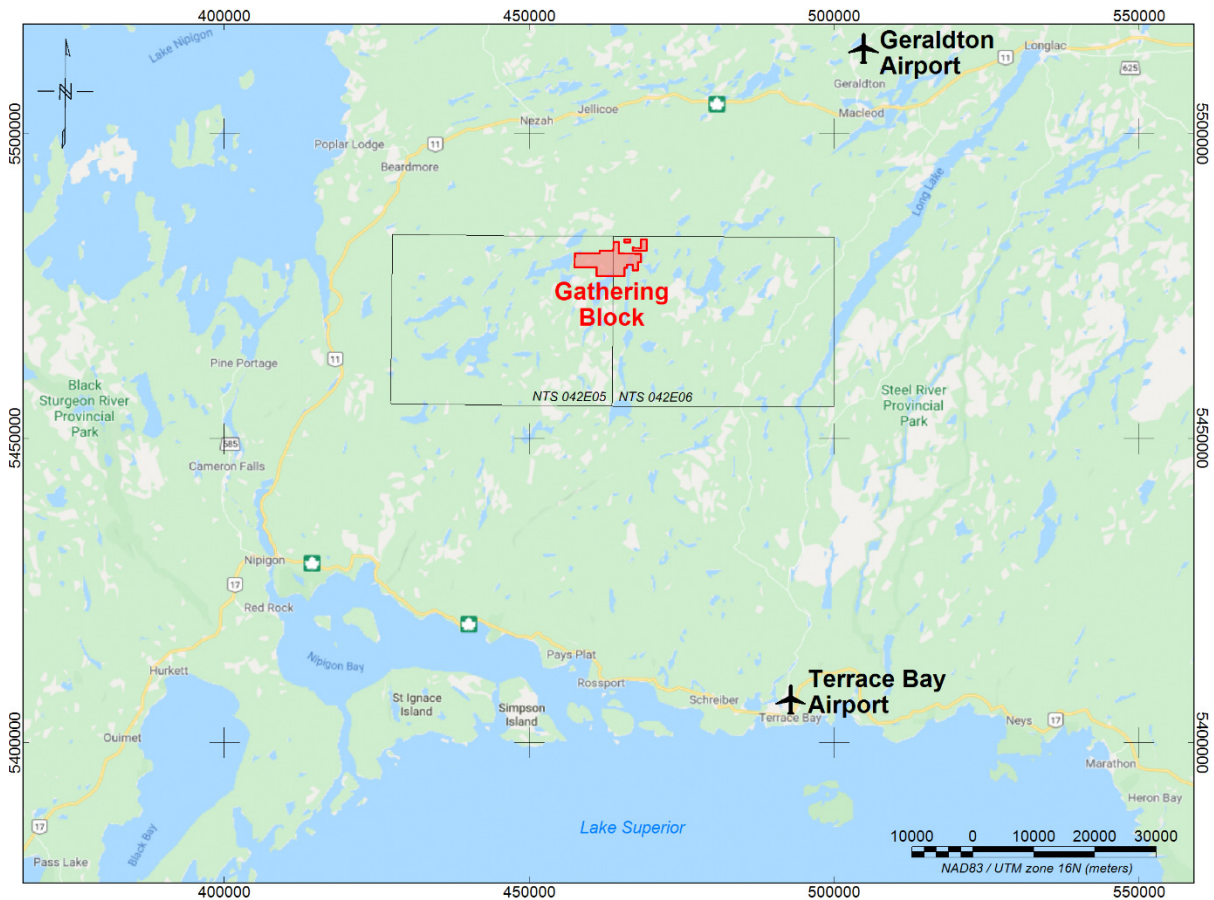 400000
450000
500000
550000
Lake Nipigon
Geraldton
Airport
Longlac
11
625
Geraldton
Jellicoe
Nezah
Macleod
5500000
5500000
Poplar Lodge
11
Beardmore
Long Lake
Gathering
Block
11
Pine Portage
Black
Sturgeon River
Provincial
Park
NTS 042E05
NTS 042E06
Steel River
Provincial
Park
5450000
5450000
585
Cameron Falls
Nipigon
17
Red Rock
Nipigon Bay
Pays Plat
Hurkett
Rossport
St Ignace
Island
Simpson
Island
Schreiber
Terrace Bay
Airport
Terrace Bay
Neys
17
Ouimet
5400000
5400000
Marathon
Heron Bay
Lake Superior
17
Black Bay
Pass Lake
10000
0
10000
20000
30000
NAD83 / UTM zone 16N (meters)
400000
450000
500000
550000